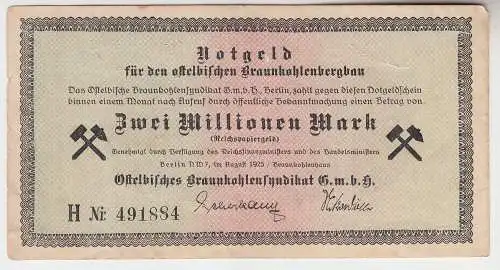 Notgeld
für den ostelbischen Braunkohlenbergbau
Das Ostelbische Braunkohlensyndikat G.m.b.H., Berlin, zahlt gegen diesen Notgeldschein
binnen einem Monat nach Aufruf durch öffentliche Bekanntmachung einen Betrag von
Zwei Millionen Mark
(Reichspapiergeld)
Genehmigt durch Verfügung des Reichsfinanzministers und des Handelsministers
Berlin NW7, im August 1923 / Braunkohlenhaus
Ostelbisches Braunkohlensyndikat G.m.b.H.
H № 491884